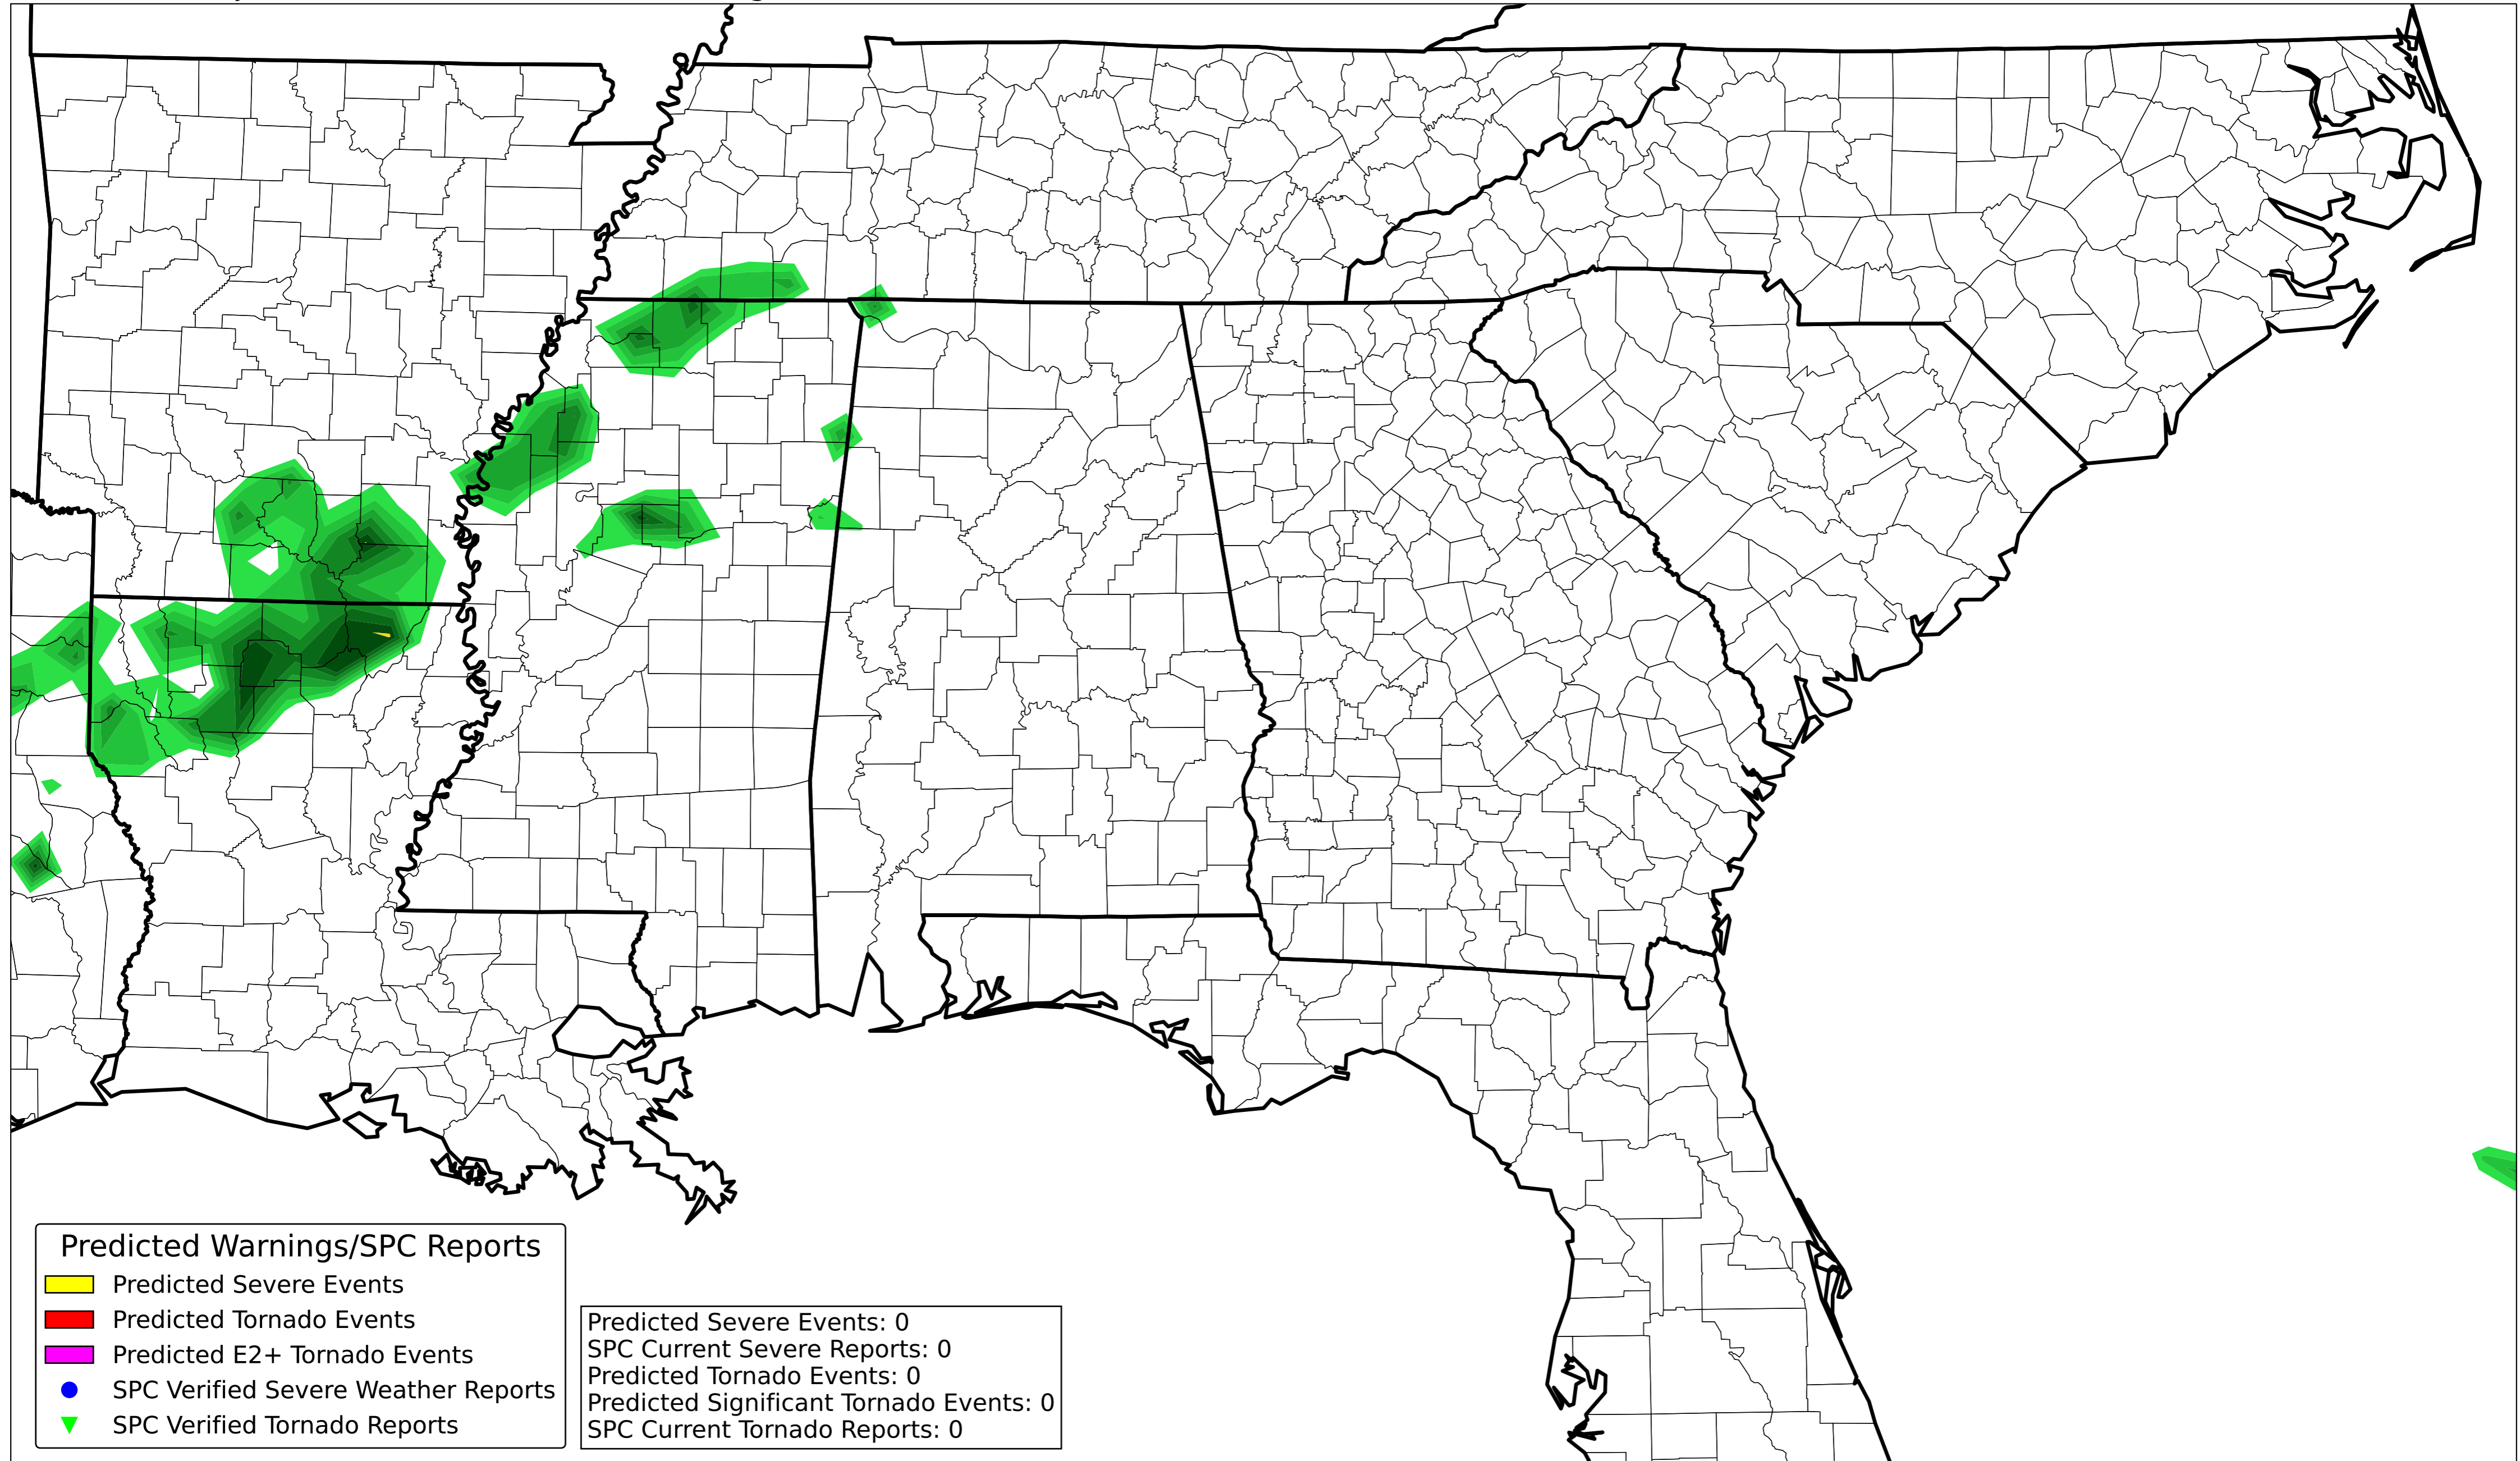 Predicted Warnings/SPC Reports
Predicted Severe Events
Predicted Tornado Events
Predicted E2+ Tornado Events
SPC Verified Severe Weather Reports
SPC Verified Tornado Reports
Predicted Severe Events: 0
SPC Current Severe Reports: 0
Predicted Tornado Events: 0
Predicted Significant Tornado Events: 0
SPC Current Tornado Reports: 0